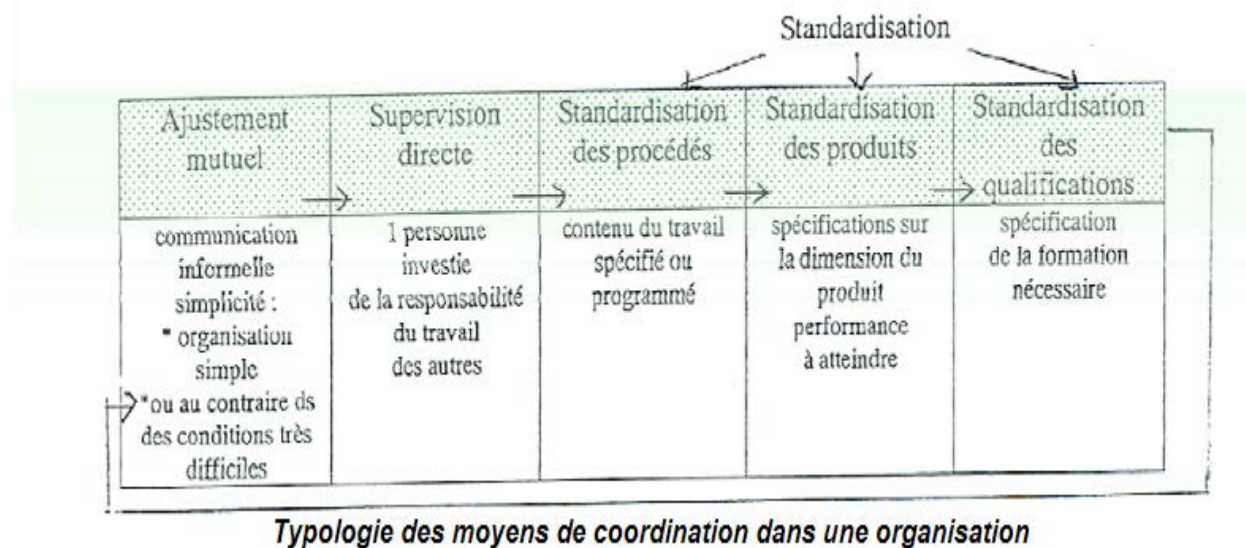 Standardisation
Ajustement
mutuel
Supervision
directe
Standardisation
des procédés
Standardisation
des produits
Standardisation
des
qualifications
communication
informelle
simplicité :
* organisation
simple
*ou au contraire ds
des conditions très
difficiles
1 personne
investie
de la responsabilité
du travail
des autres
contenu du travail
spécifié ou
programmé
spécifications sur
la dimension du
produit
performance
à atteindre
spécification
de la formation
nécessaire
Typologie des moyens de coordination dans une organisation